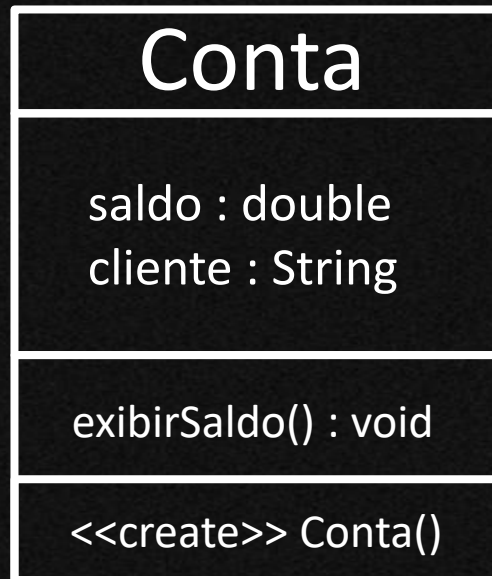 Conta
saldo : double
cliente : String
exibirSaldo() : void
<<create>> Conta()